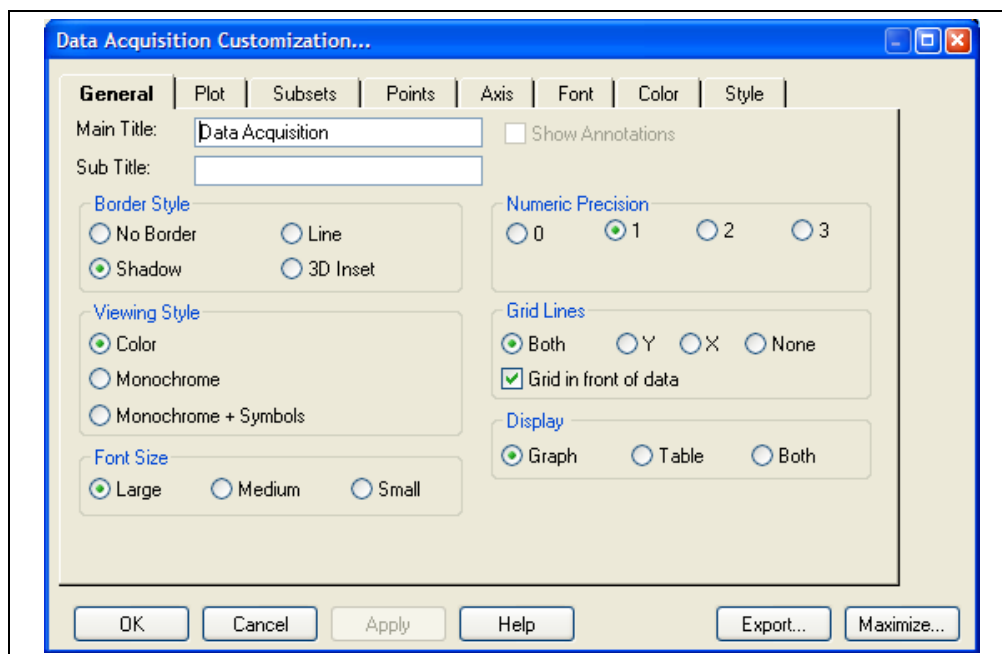 Data Acquisition Customization...
General Plot Subsets Points Axis Font Color Style
Main Title: Data Acquisition Show Annotations
Sub Title:
Border Style
No Border Line
Shadow 3D Inset
Numeric Precision
0 1 2 3
Viewing Style
Color
Monochrome
Monochrome + Symbols
Grid Lines
Both Y X None
Grid in front of data
Font Size
Large Medium Small
Display
Graph Table Both
OK Cancel Apply Help Export... Maximize...